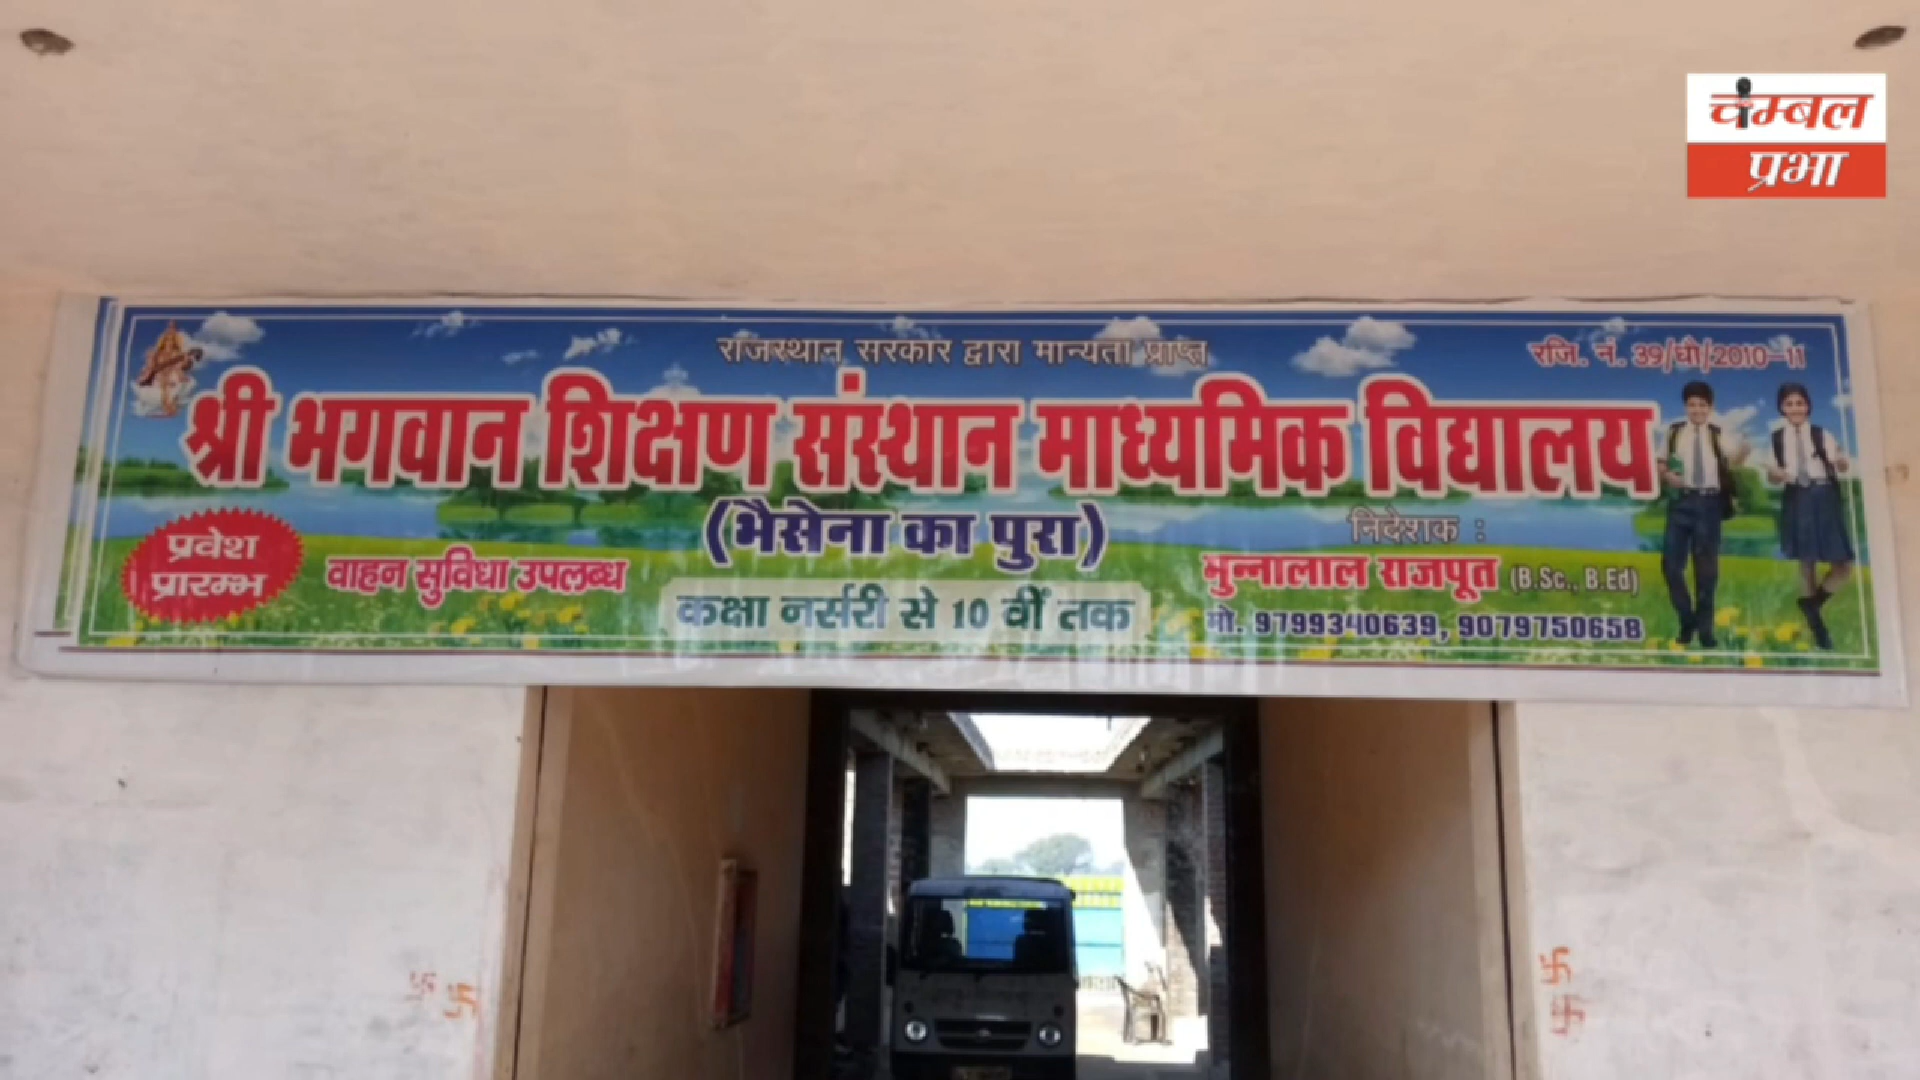 चम्बल
प्रभा
राजस्थान सरकार द्वारा मान्यता प्राप्त
रजि. नं. 39/धौ/2010-11
श्री भगवान शिक्षण संस्थान माध्यमिक विद्यालय
(भैसेना का पुरा)
प्रवेश
प्रारम्भ
वाहन सुविधा उपलब्ध
कक्षा नर्सरी से 10 वीं तक
निदेशक :
भुन्नालाल राजपूत (B.Sc., B.Ed)
मो. 9799340639, 9079750658